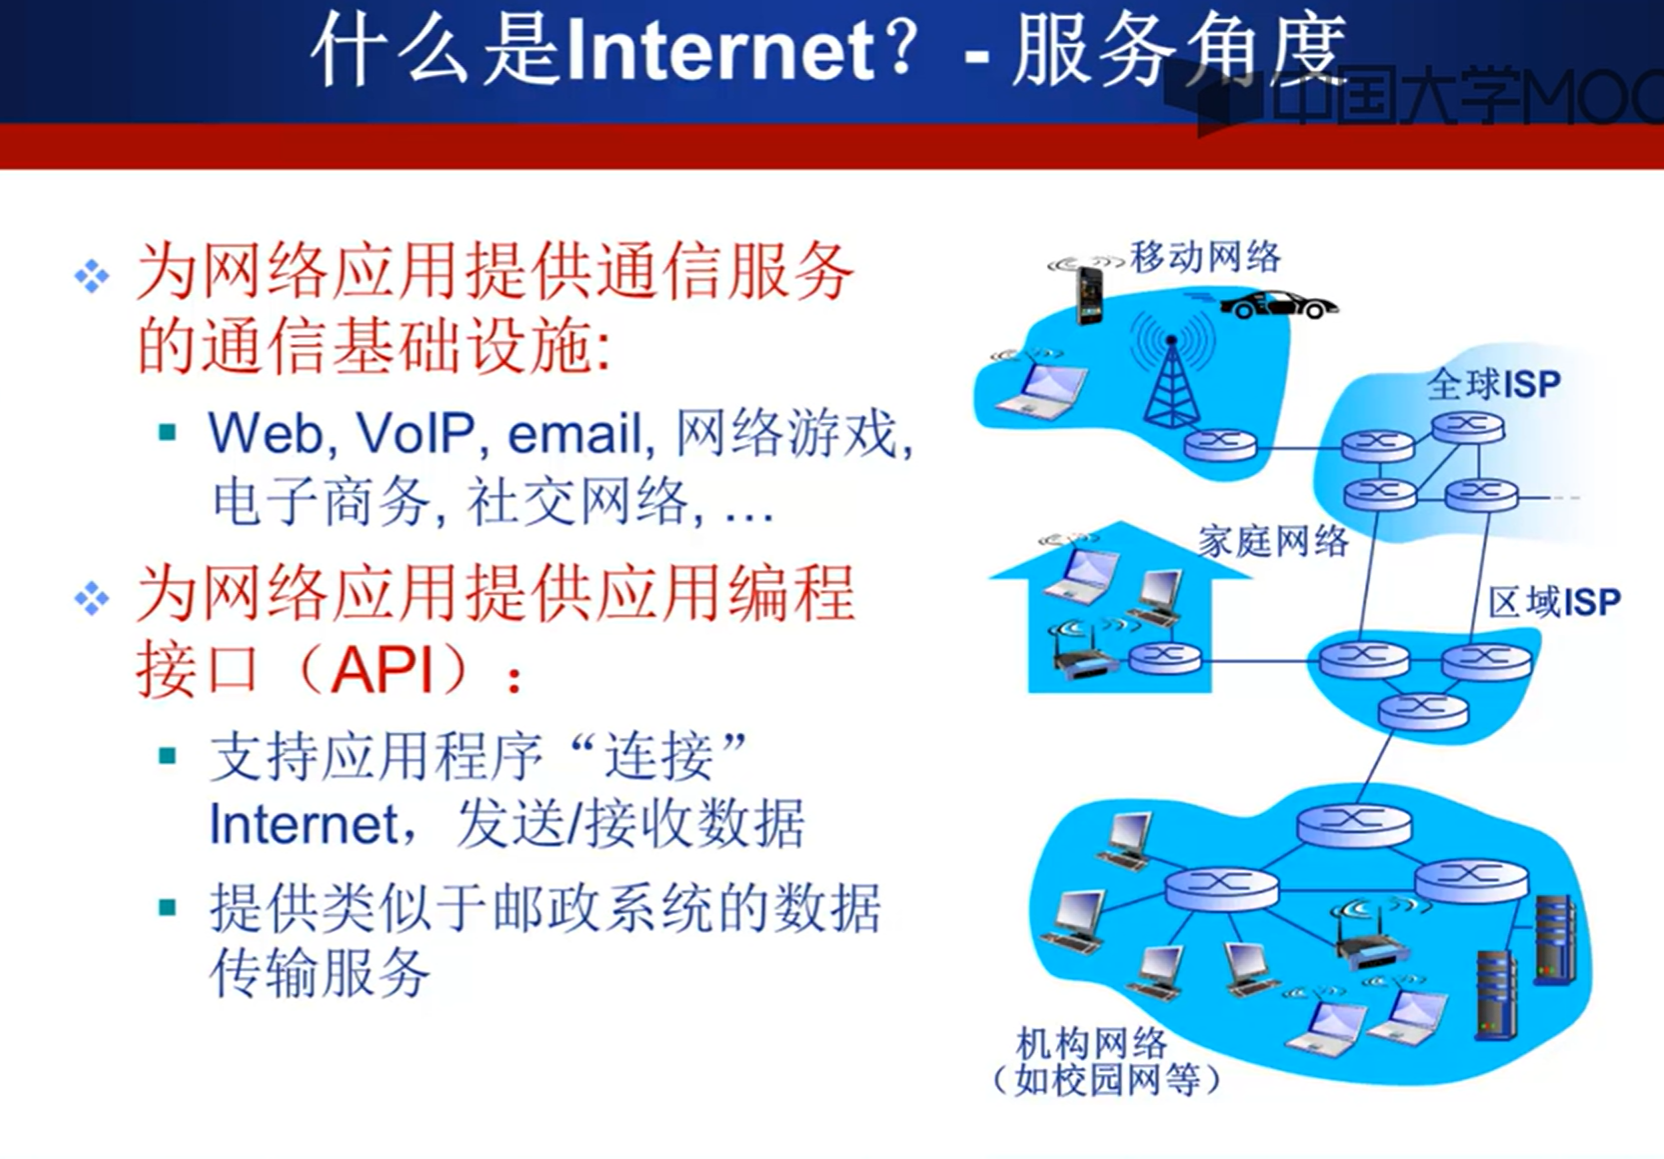 什么是Internet？ - 服务角度
中国大学MOO
为网络应用提供通信服务
的通信基础设施:
Web, VoIP, email, 网络游戏,
电子商务, 社交网络, …
为网络应用提供应用编程
接口（API）：
支持应用程序“连接”
Internet，发送/接收数据
提供类似于邮政系统的数据
传输服务
移动网络
全球ISP
家庭网络
区域ISP
机构网络
（如校园网等）